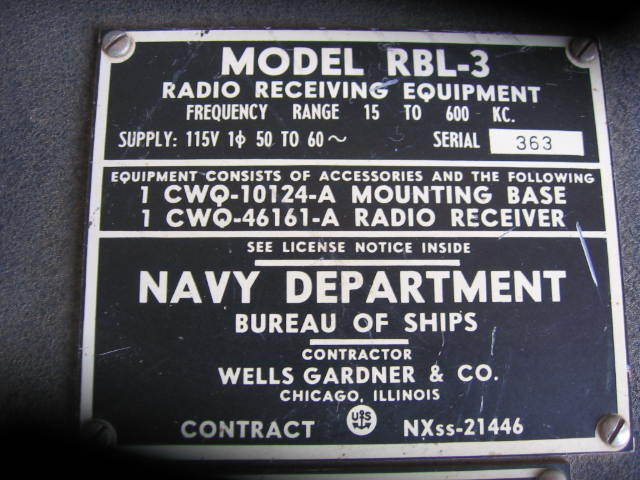 MODEL RBL-3
RADIO RECEIVING EQUIPMENT
FREQUENCY RANGE 15 TO 600 KC.
SUPPLY: 115V 1ϕ 50 TO 60~ SERIAL 363
EQUIPMENT CONSISTS OF ACCESSORIES AND THE FOLLOWING
1 CWQ-10124-A MOUNTING BASE
1 CWQ-46161-A RADIO RECEIVER
SEE LICENSE NOTICE INSIDE
NAVY DEPARTMENT
BUREAU OF SHIPS
CONTRACTOR
WELLS GARDNER & CO.
CHICAGO, ILLINOIS
CONTRACT US NXss-21446